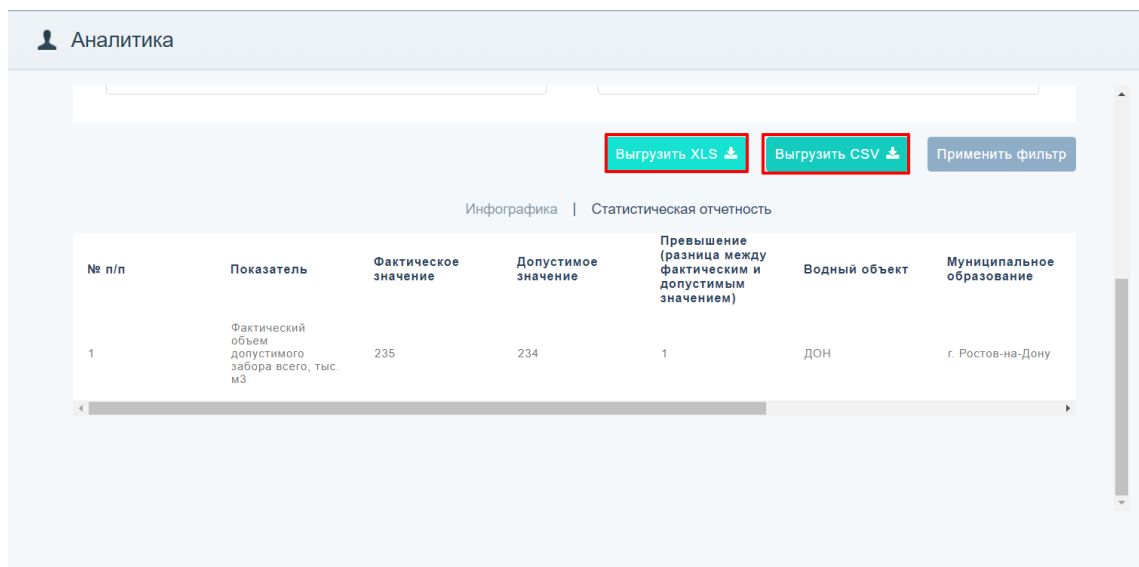 Аналитика
Выгрузить XLS
Выгрузить CSV
Применить фильтр
Инфографика | Статистическая отчетность
№ п/п
Показатель
Фактическое
значение
Допустимое
значение
Превышение
(разница между
фактическим и
допустимым
значением)
Водный объект
Муниципальное
образование
1
Фактический
объем
допустимого
забора всего, тыс.
м3
235
234
1
ДОН
г. Ростов-на-Дону